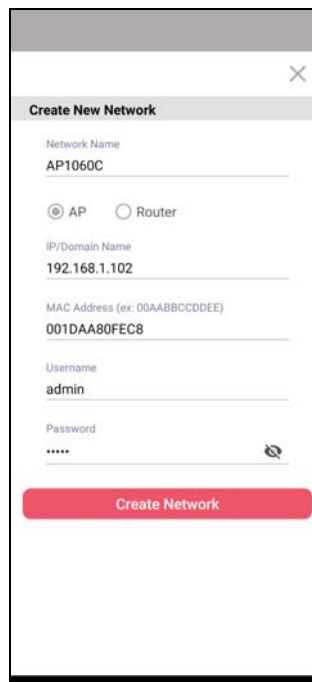 Create New Network
Network Name
AP1060C
AP Router
IP/Domain Name
192.168.1.102
MAC Address (ex: 00AABBCCDDEE)
001DAA80FEC8
Username
admin
Password
•••••
Create Network